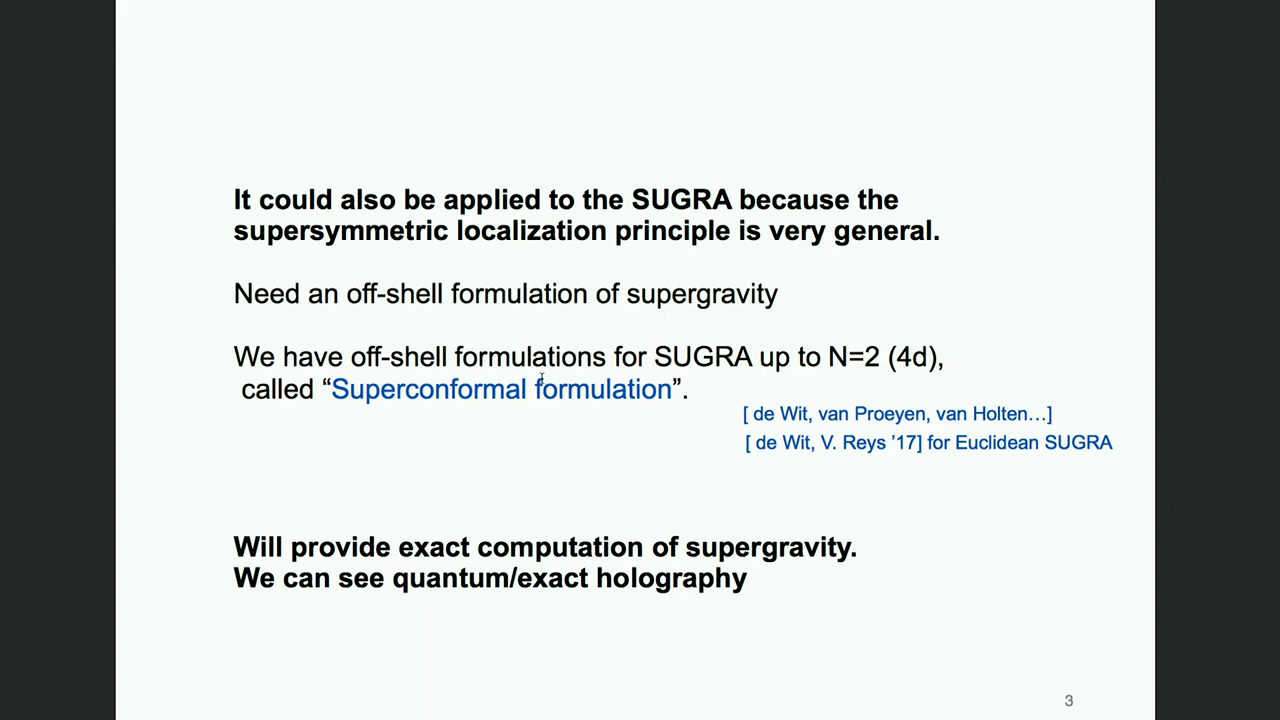 It could also be applied to the SUGRA because the
supersymmetric localization principle is very general.
Need an off-shell formulation of supergravity
We have off-shell formulations for SUGRA up to N=2 (4d),
called “Superconformal formulation”.
[ de Wit, van Proeyen, van Holten…]
[ de Wit, V. Reys ’17] for Euclidean SUGRA
Will provide exact computation of supergravity.
We can see quantum/exact holography
3